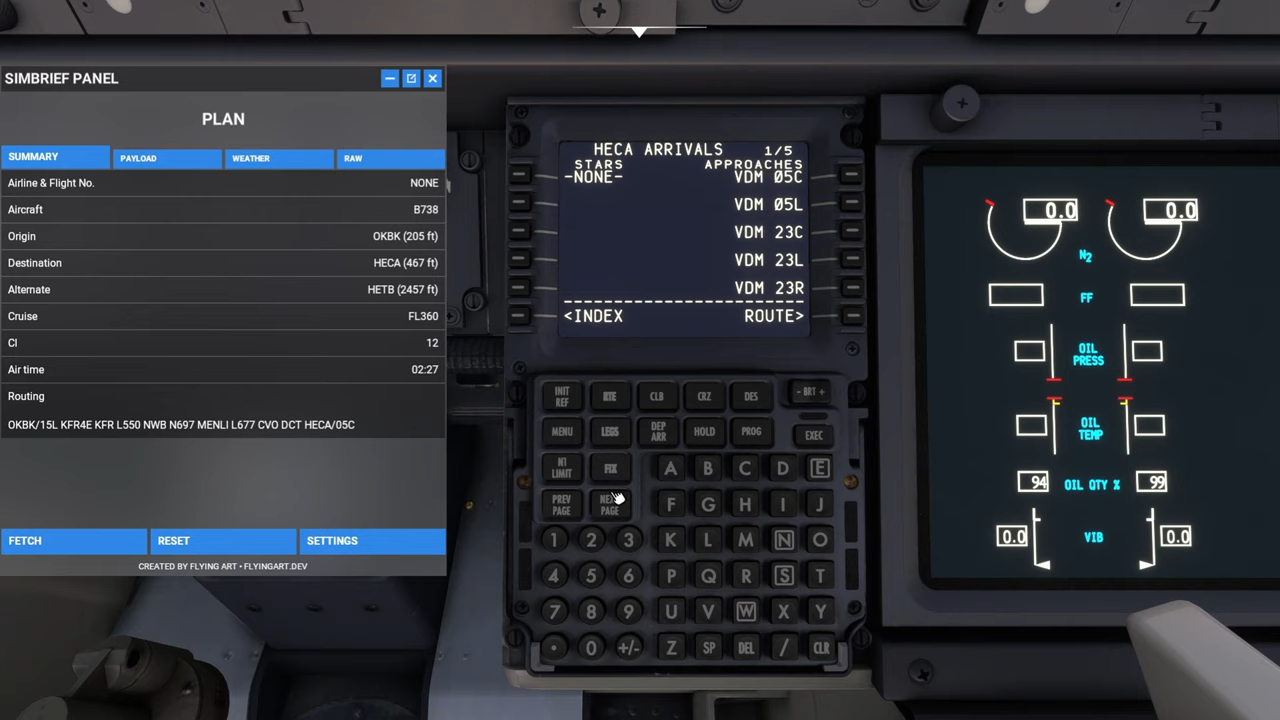 SIMBRIEF PANEL
PLAN
SUMMARY PAYLOAD WEATHER RAW
Airline & Flight No. NONE
Aircraft B738
Origin OKBK (205 ft)
Destination HECA (467 ft)
Alternate HETB (2457 ft)
Cruise FL360
CI 12
Air time 02:27
Routing
OKBK/15L KFR4E KFR L550 NWB N697 MENLI L677 CVO DCT HECA/05C
FETCH RESET SETTINGS
CREATED BY FLYING ART • FLYINGART.DEV
HECA ARRIVALS 1/5
STARS APPROACHES
-NONE- VDM 05C
VDM 05L
VDM 23C
VDM 23L
VDM 23R
<INDEX ROUTE>
INIT REF RTE CLB CRZ DES - BRT +
MENU LEGS DEP ARR HOLD PROG EXEC
N1 LIMIT FIX A B C D E
PREV PAGE NEXT PAGE F G H I J
1 2 3 K L M N O
4 5 6 P Q R S T
7 8 9 U V W X Y
. 0 +/- Z SP DEL / CLR
0.0 0.0
N2
FF
OIL PRESS
OIL TEMP
94 OIL QTY % 99
0.0 VIB 0.0